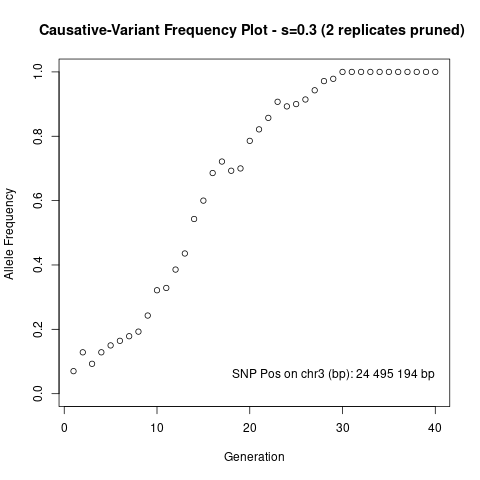 Causative-Variant Frequency Plot - s=0.3 (2 replicates pruned)
1.0
0.8
0.6
0.4
0.2
0.0
Allele Frequency
SNP Pos on chr3 (bp): 24 495 194 bp
0 10 20 30 40
Generation